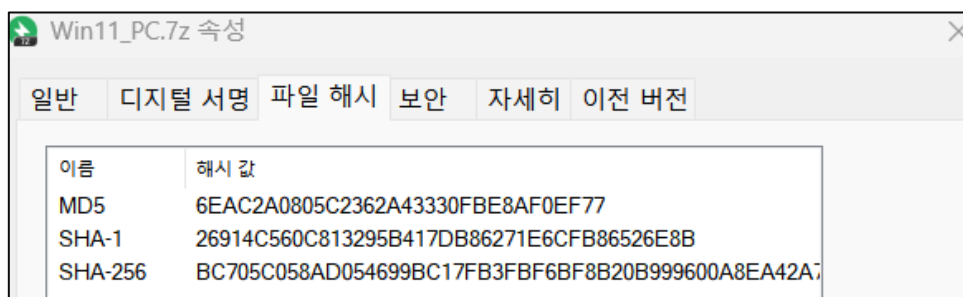 Win11_PC.7z 속성
일반 디지털 서명 파일 해시 보안 자세히 이전 버전
이름 해시 값
MD5 6EAC2A0805C2362A43330FBE8AF0EF77
SHA-1 26914C560C813295B417DB86271E6CFB86526E8B
SHA-256 BC705C058AD054699BC17FB3FBF6BF8B20B999600A8EA42A7